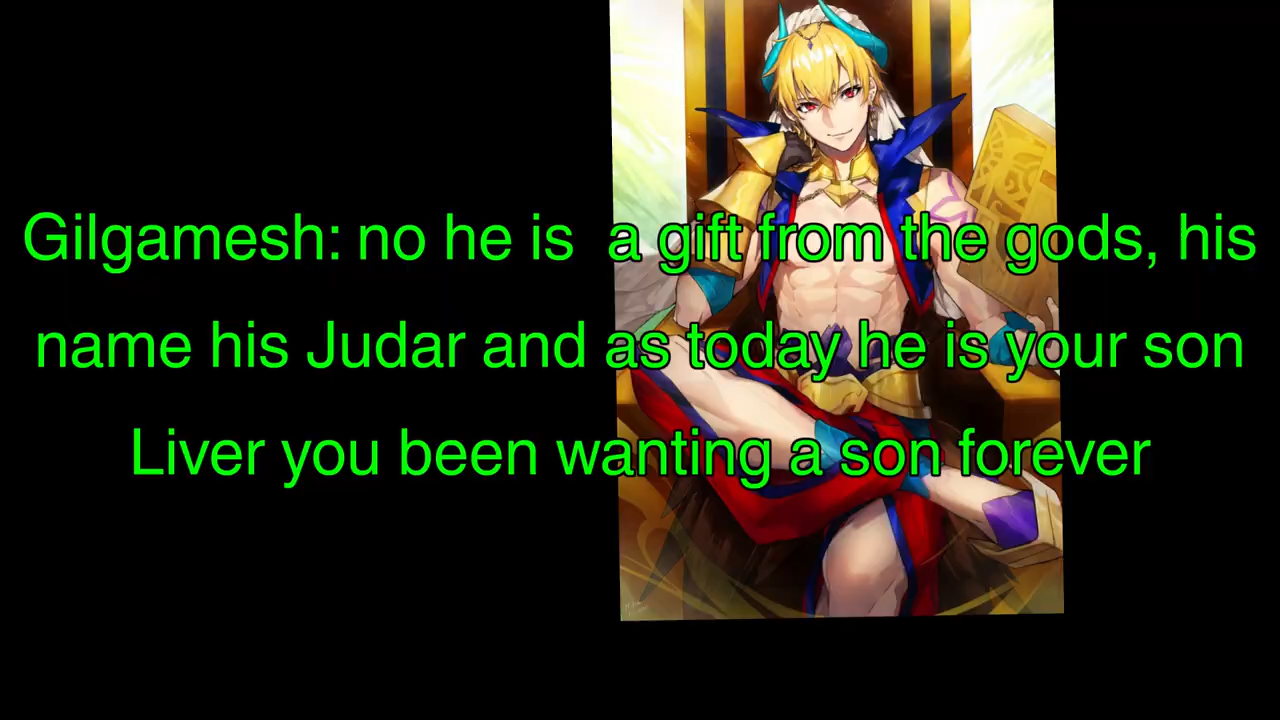 Gilgamesh: no he is  a gift from the gods, his
name his Judar and as today he is your son
Liver you been wanting a son forever